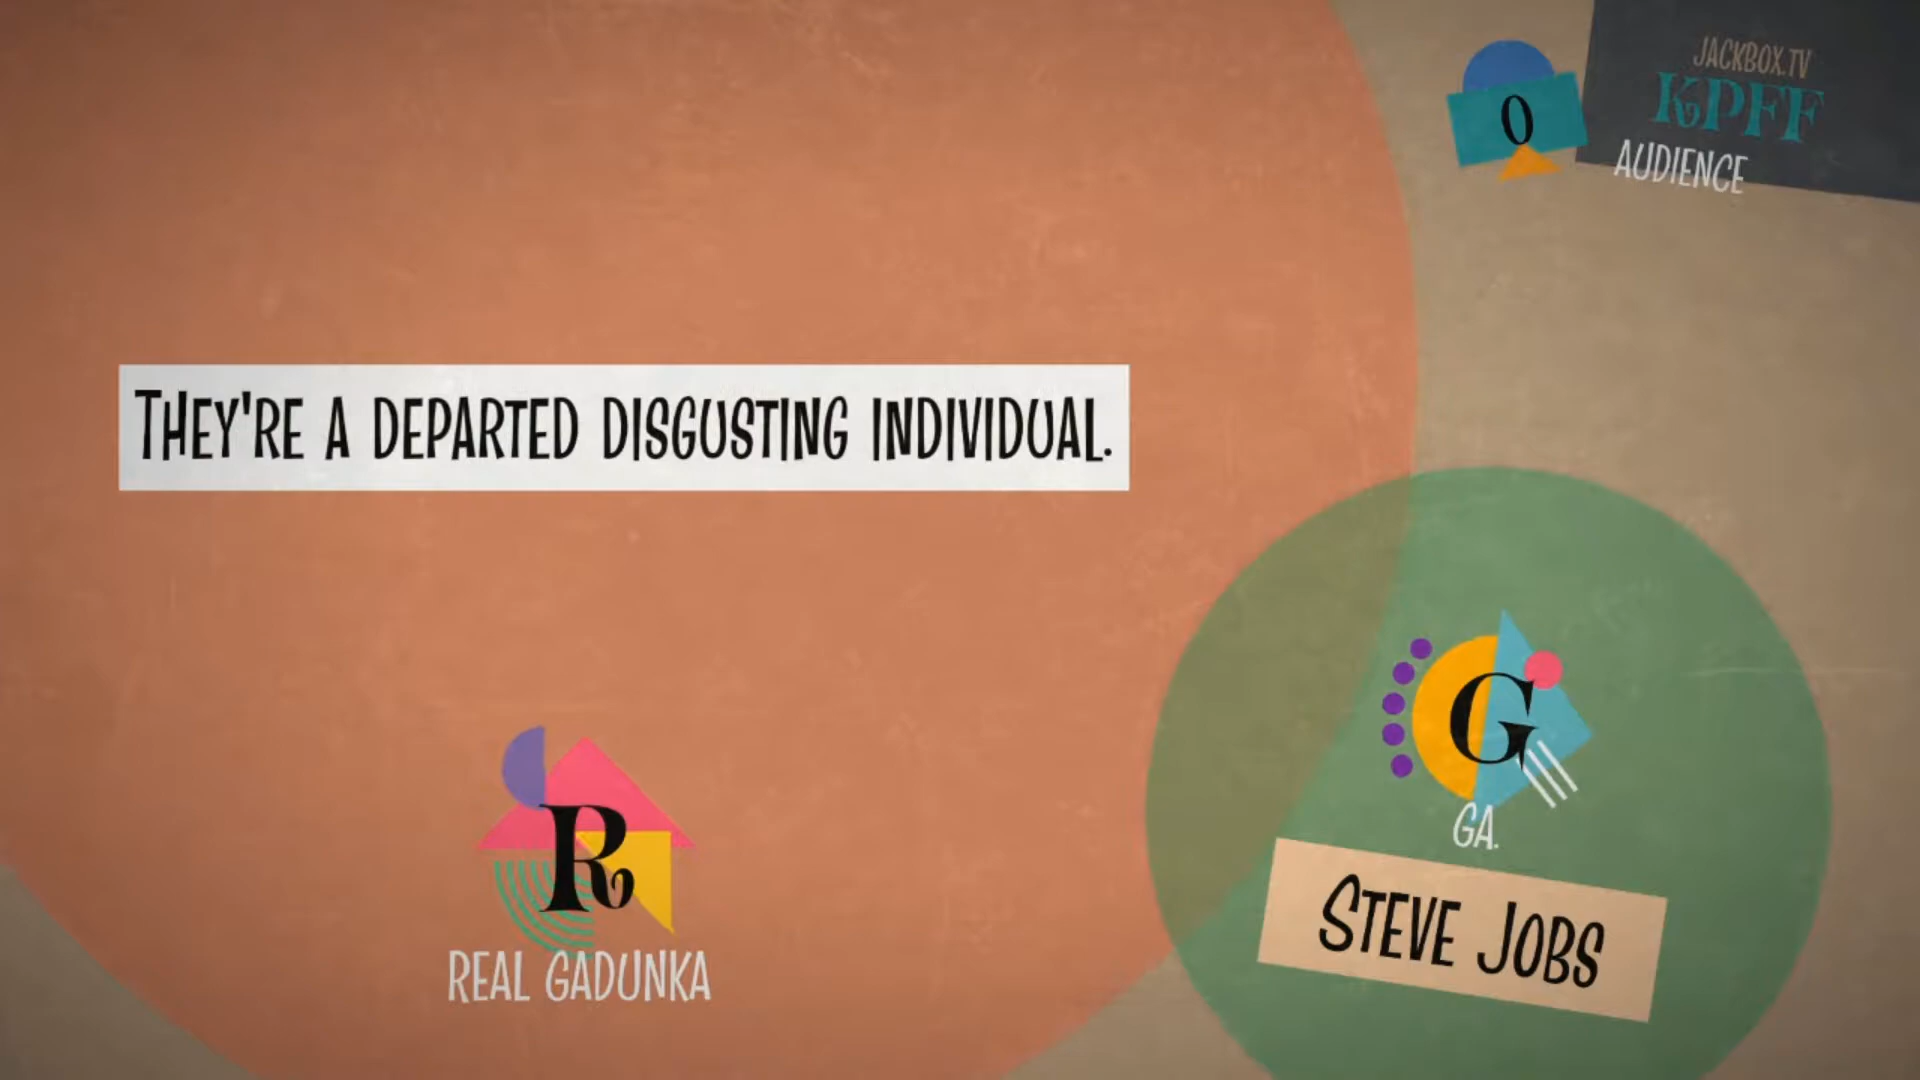 JACKBOX.TV
KPFF
0
AUDIENCE
THEY'RE A DEPARTED DISGUSTING INDIVIDUAL.
G
GA.
STEVE JOBS
R
REAL GADUNKA